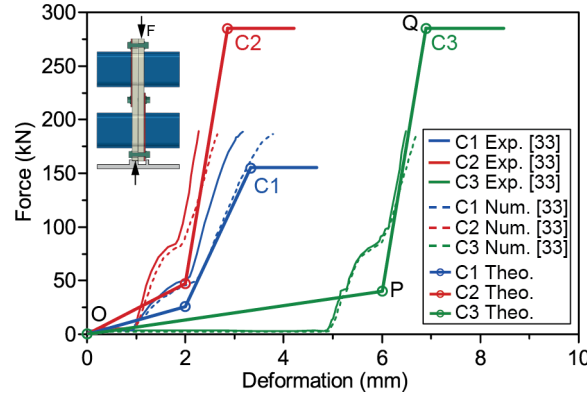 300
250
200
150
100
50
0
Force (kN)
F
C2
Q
C3
C1
O
P
C1 Exp. [33]
C2 Exp. [33]
C3 Exp. [33]
C1 Num. [33]
C2 Num. [33]
C3 Num. [33]
C1 Theo.
C2 Theo.
C3 Theo.
0 2 4 6 8 10
Deformation (mm)